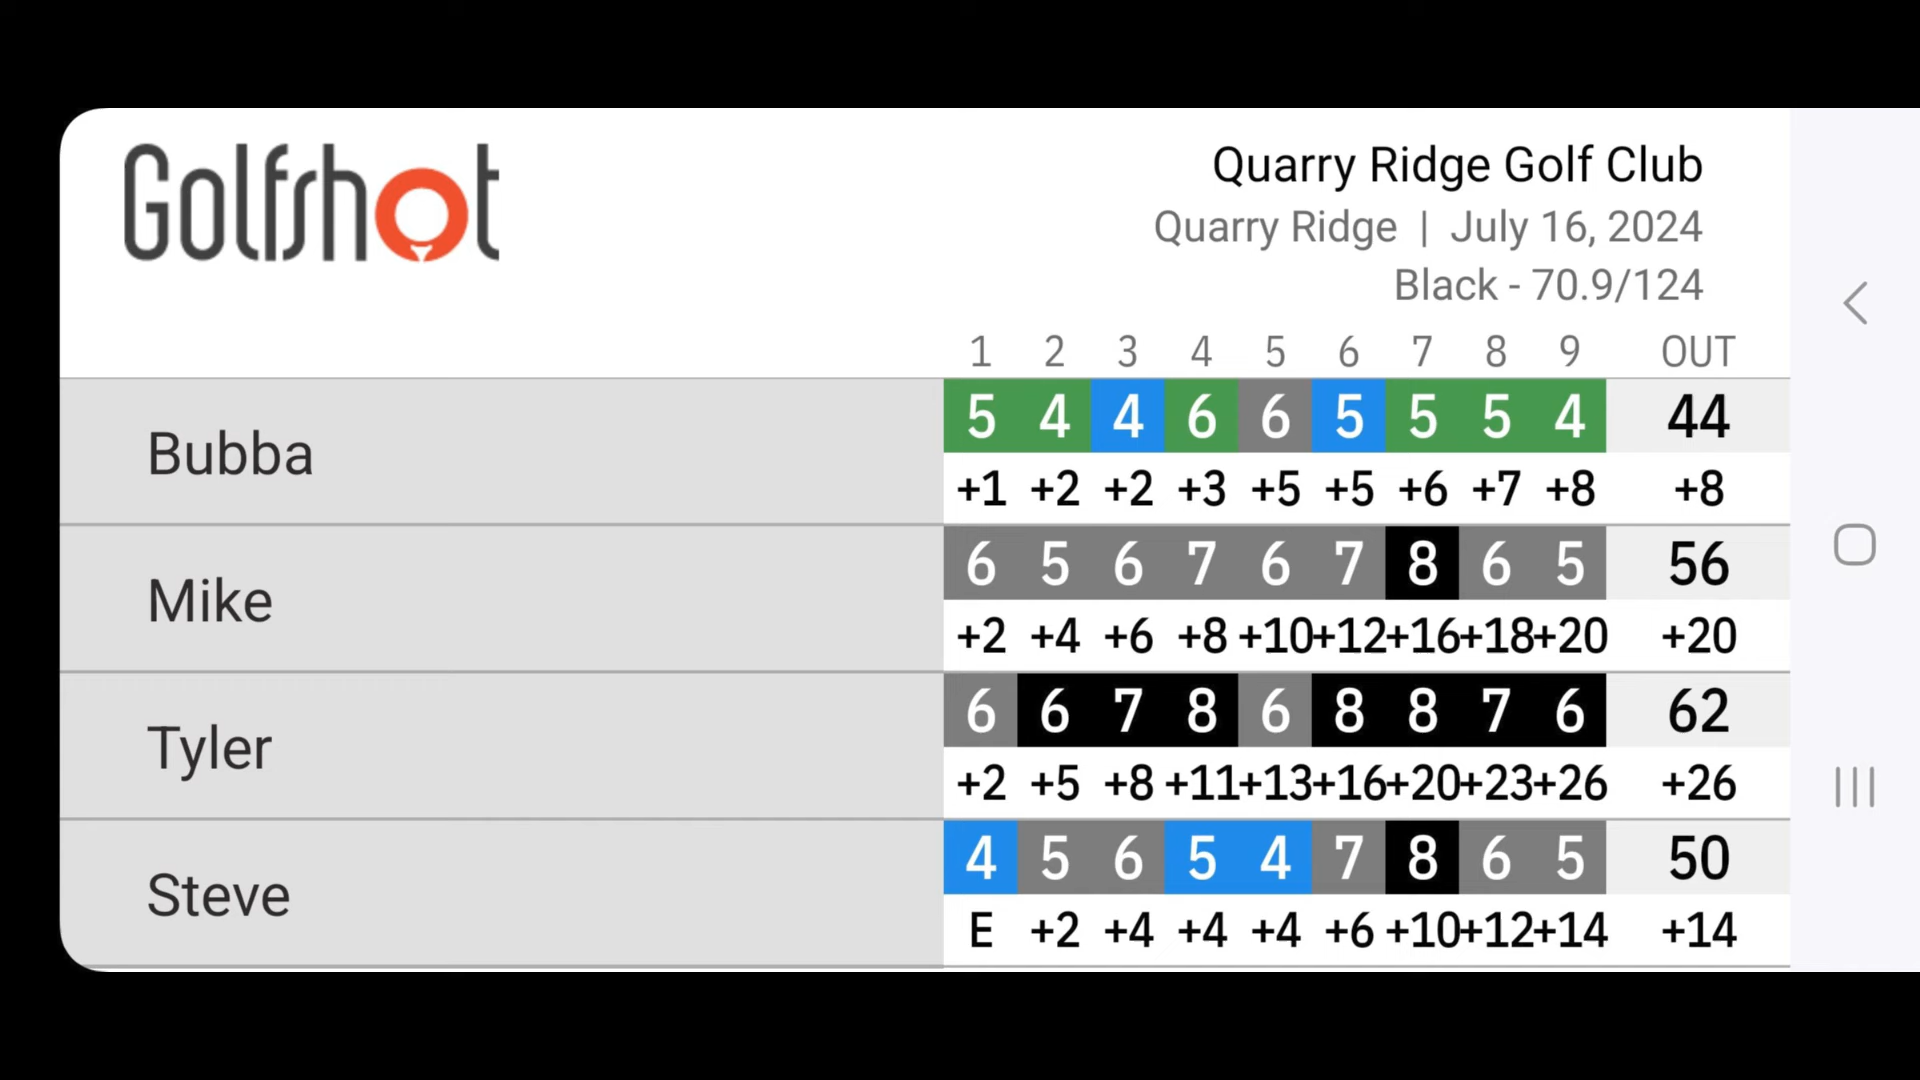 Golfshot
Quarry Ridge Golf Club
Quarry Ridge | July 16, 2024
Black - 70.9/124
1 2 3 4 5 6 7 8 9 OUT
Bubba
5 4 4 6 6 5 5 5 4 44
+1 +2 +2 +3 +5 +5 +6 +7 +8 +8
Mike
6 5 6 7 6 7 8 6 5 56
+2 +4 +6 +8 +10 +12 +16 +18 +20 +20
Tyler
6 6 7 8 6 8 8 7 6 62
+2 +5 +8 +11 +13 +16 +20 +23 +26 +26
Steve
4 5 6 5 4 7 8 6 5 50
E +2 +4 +4 +4 +6 +10 +12 +14 +14